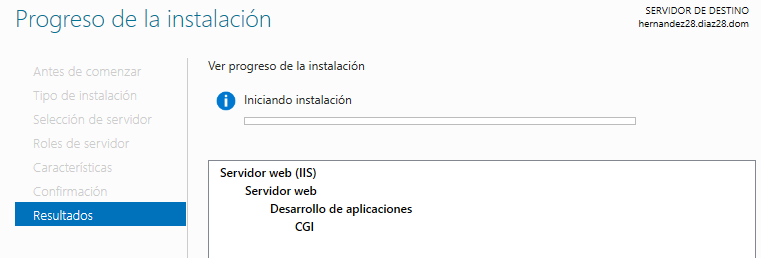 Progreso de la instalación
SERVIDOR DE DESTINO
hernandez28.diaz28.dom
Antes de comenzar
Tipo de instalación
Selección de servidor
Roles de servidor
Características
Confirmación
Resultados
Ver progreso de la instalación
Iniciando instalación
Servidor web (IIS)
Servidor web
Desarrollo de aplicaciones
CGI